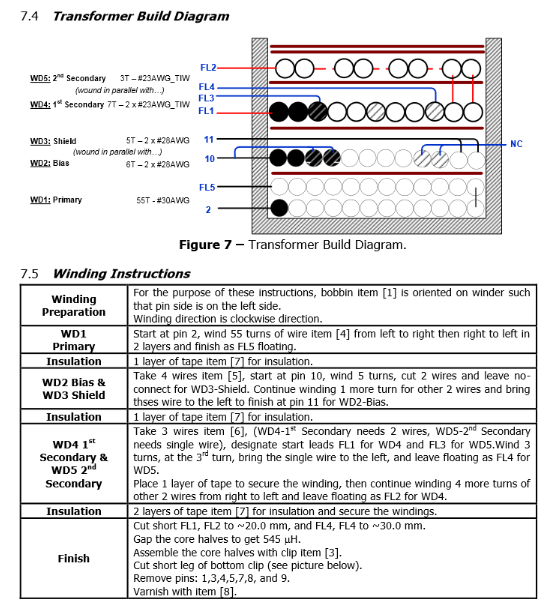 7.4 Transformer Build Diagram
FL2
WD5: 2nd Secondary 3T – #23AWG_TIW
(wound in parallel with...)
FL4
FL3
WD4: 1st Secondary 7T – 2 x #23AWG_TIW
FL1
WD3: Shield 5T – 2 x #28AWG
11
NC
(wound in parallel with...)
10
WD2: Bias 6T – 2 x #28AWG
FL5
WD1: Primary 55T - #30AWG
2
Figure 7 – Transformer Build Diagram.
7.5 Winding Instructions
Winding
Preparation
For the purpose of these instructions, bobbin item [1] is oriented on winder such
that pin side is on the left side.
Winding direction is clockwise direction.
WD1
Primary
Start at pin 2, wind 55 turns of wire item [4] from left to right then right to left in
2 layers and finish as FL5 floating.
Insulation 1 layer of tape item [7] for insulation.
WD2 Bias &
WD3 Shield
Take 4 wires item [5], start at pin 10, wind 5 turns, cut 2 wires and leave no-
connect for WD3-Shield. Continue winding 1 more turn for other 2 wires and bring
thses wire to the left to finish at pin 11 for WD2-Bias.
Insulation 1 layer of tape item [7] for insulation.
WD4 1st
Secondary &
WD5 2nd
Secondary
Take 3 wires item [6], (WD4-1st Secondary needs 2 wires, WD5-2nd Secondary
needs single wire), designate start leads FL1 for WD4 and FL3 for WD5.Wind 3
turns, at the 3rd turn, bring the single wire to the left, and leave floating as FL4 for
WD5.
Place 1 layer of tape to secure the winding, then continue winding 4 more turns of
other 2 wires from right to left and leave floating as FL2 for WD4.
Insulation 2 layers of tape item [7] for insulation and secure the windings.
Finish
Cut short FL1, FL2 to ~20.0 mm, and FL4, FL4 to ~30.0 mm.
Gap the core halves to get 545 µH.
Assemble the core halves with clip item [3].
Cut short leg of bottom clip (see picture below).
Remove pins: 1,3,4,5,7,8, and 9.
Varnish with item [8].